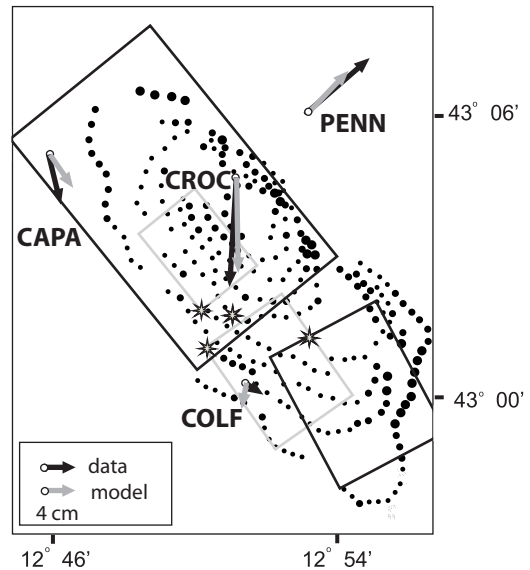 PENN
43° 06'
CROC
CAPA
COLF
43° 00'
data
model
4 cm
12° 46'
12° 54'